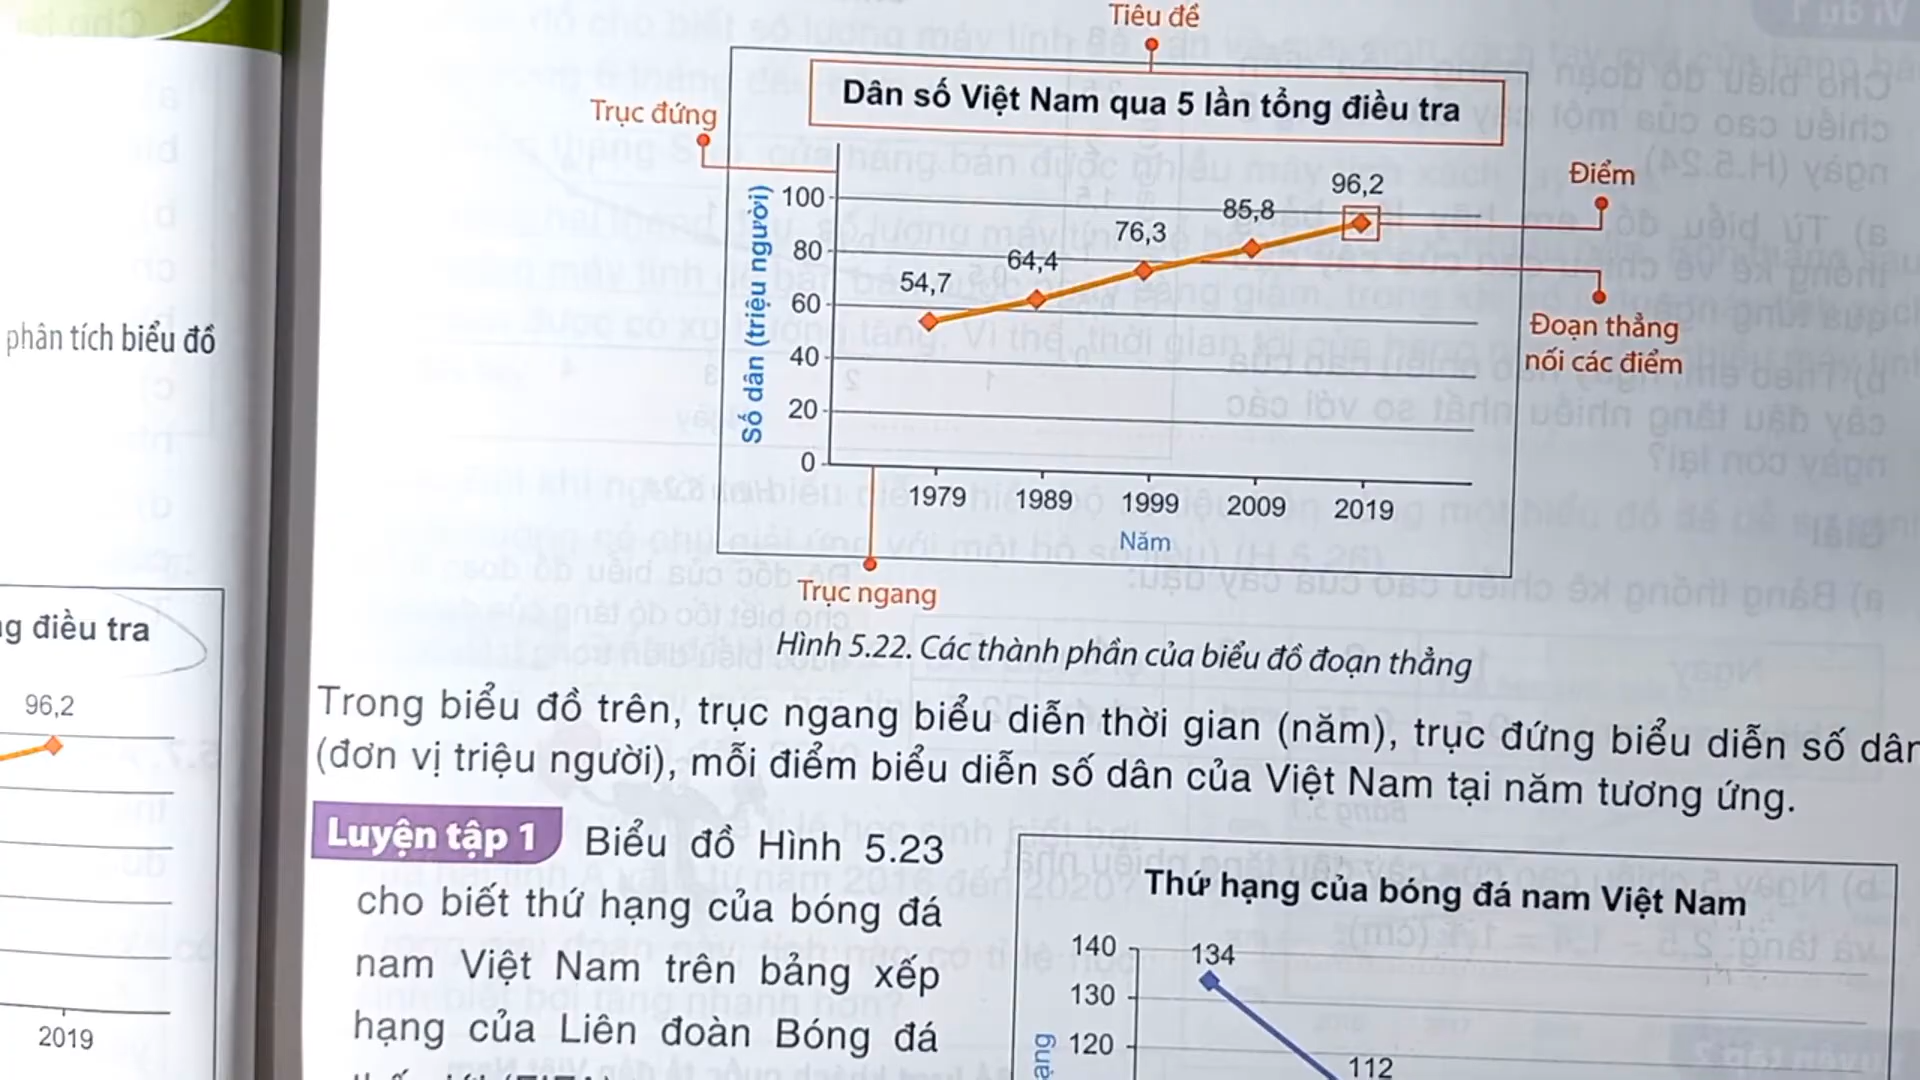 phân tích biểu đồ
g điều tra
96,2
2019
Tiêu đề
Dân số Việt Nam qua 5 lần tổng điều tra
Trục đứng
Số dân (triệu người)
100
80
60
40
20
0
54,7
64,4
76,3
85,8
96,2
Điểm
Đoạn thẳng
nối các điểm
1979 1989 1999 2009 2019
Năm
Trục ngang
Hình 5.22. Các thành phần của biểu đồ đoạn thẳng
Trong biểu đồ trên, trục ngang biểu diễn thời gian (năm), trục đứng biểu diễn số dân
(đơn vị triệu người), mỗi điểm biểu diễn số dân của Việt Nam tại năm tương ứng.
Luyện tập 1 Biểu đồ Hình 5.23
cho biết thứ hạng của bóng đá
nam Việt Nam trên bảng xếp
hạng của Liên đoàn Bóng đá
Thứ hạng của bóng đá nam Việt Nam
140
130
120
134
112